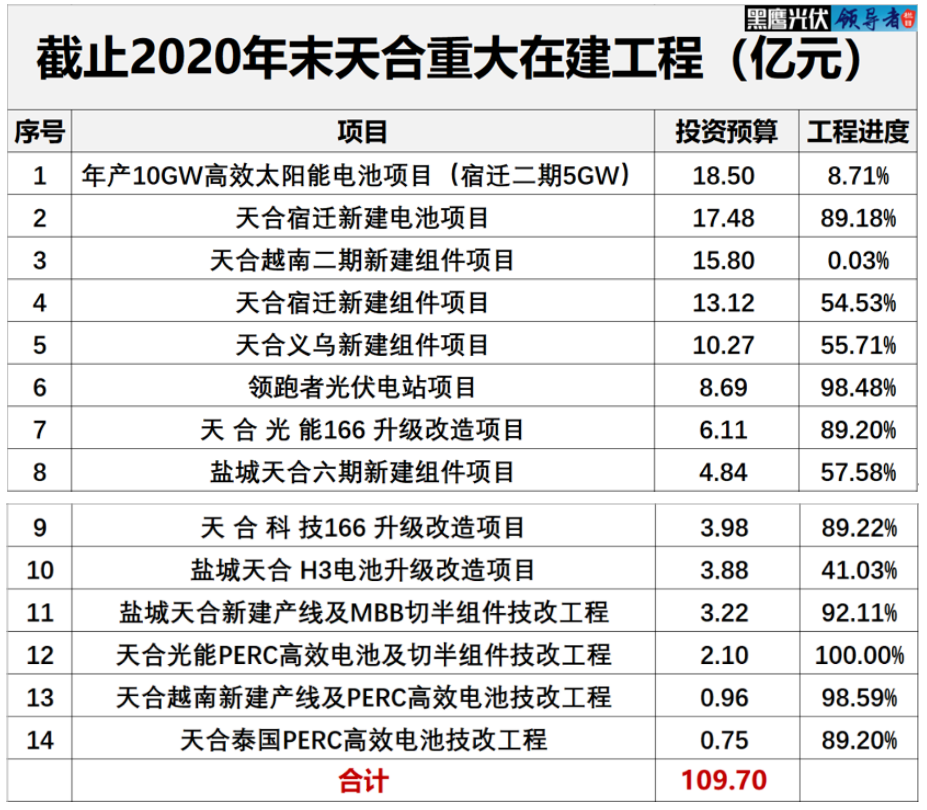 黑鹰光伏 领导者
截止2020年末天合重大在建工程（亿元）
序号 项目 投资预算 工程进度
1 年产10GW高效太阳能电池项目（宿迁二期5GW） 18.50 8.71%
2 天合宿迁新建电池项目 17.48 89.18%
3 天合越南二期新建组件项目 15.80 0.03%
4 天合宿迁新建组件项目 13.12 54.53%
5 天合义乌新建组件项目 10.27 55.71%
6 领跑者光伏电站项目 8.69 98.48%
7 天 合 光 能166 升级改造项目 6.11 89.20%
8 盐城天合六期新建组件项目 4.84 57.58%
9 天 合 科 技166 升级改造项目 3.98 89.22%
10 盐城天合 H3电池升级改造项目 3.88 41.03%
11 盐城天合新建产线及MBB切半组件技改工程 3.22 92.11%
12 天合光能PERC高效电池及切半组件技改工程 2.10 100.00%
13 天合越南新建产线及PERC高效电池技改工程 0.96 98.59%
14 天合泰国PERC高效电池技改工程 0.75 89.20%
合计 109.70